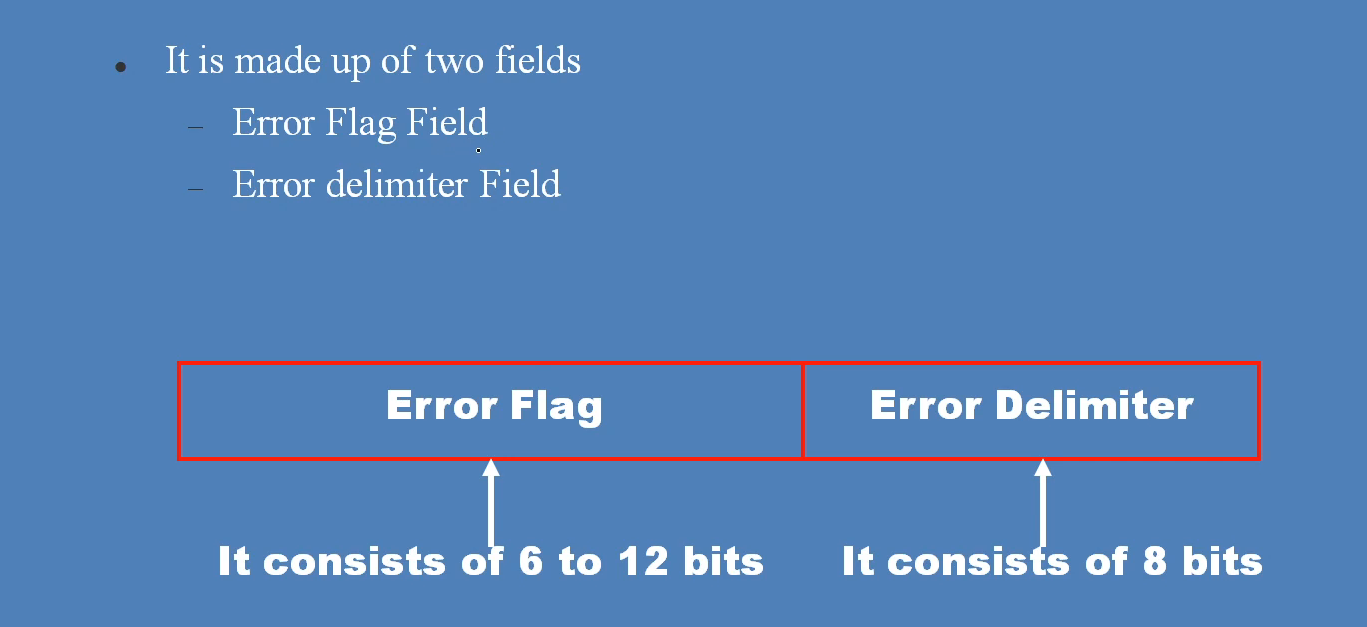 • It is made up of two fields
– Error Flag Field
– Error delimiter Field
Error Flag
Error Delimiter
It consists of 6 to 12 bits
It consists of 8 bits